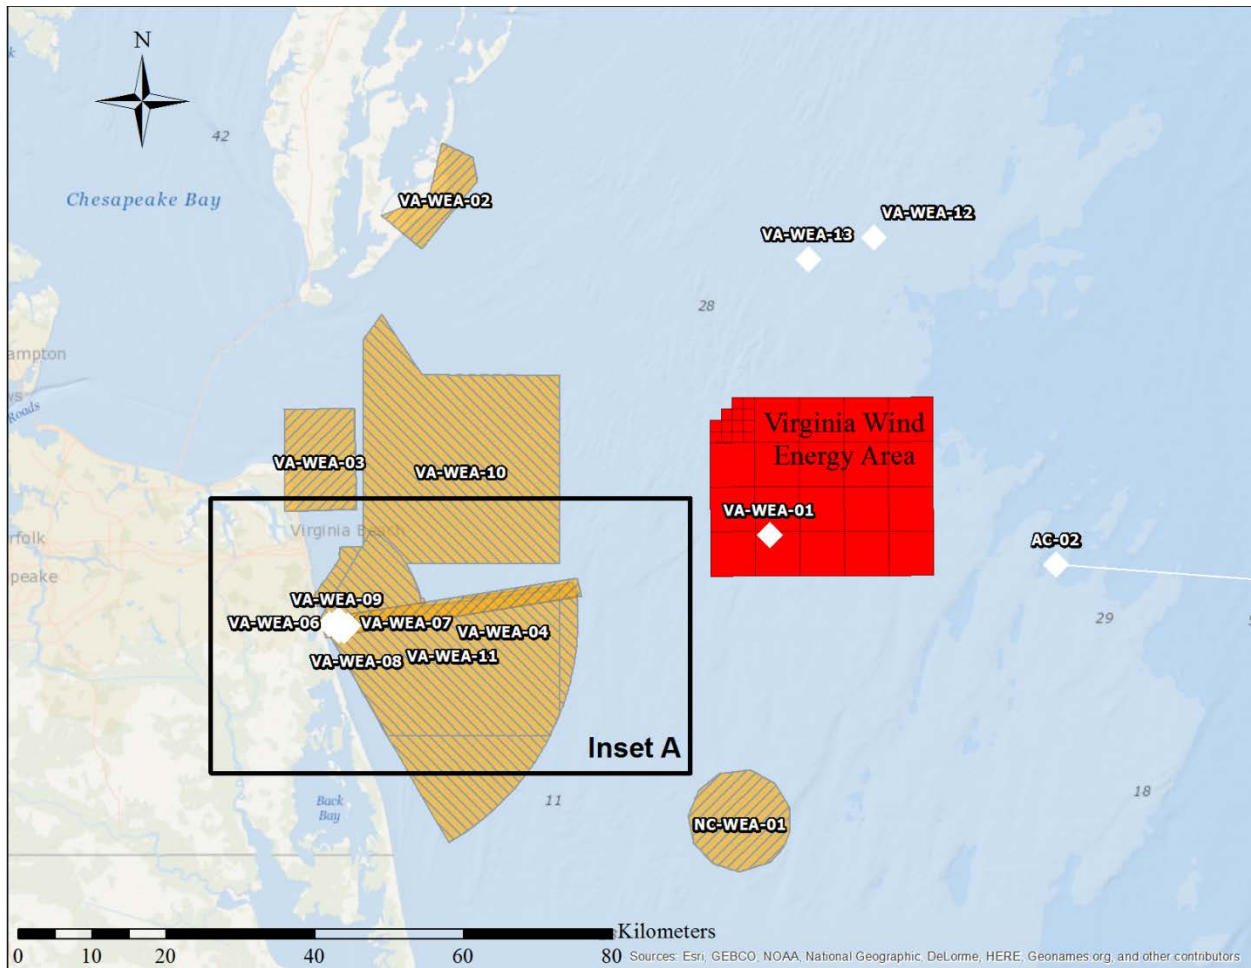 N
42
Chesapeake Bay
VA-WEA-02
VA-WEA-12
VA-WEA-13
28
ampton
Roads
Virginia Wind
Energy Area
VA-WEA-03
VA-WEA-10
VA-WEA-01
Virginia Beach
rfolk
AC-02
apeake
VA-WEA-09
VA-WEA-06
VA-WEA-07
VA-WEA-04
29
VA-WEA-08
VA-WEA-11
Inset A
Back
Bay
11
18
NC-WEA-01
Kilometers
0 10 20 40 60 80
Sources: Esri, GEBCO, NOAA, National Geographic, DeLorme, HERE, Geonames.org, and other contributors